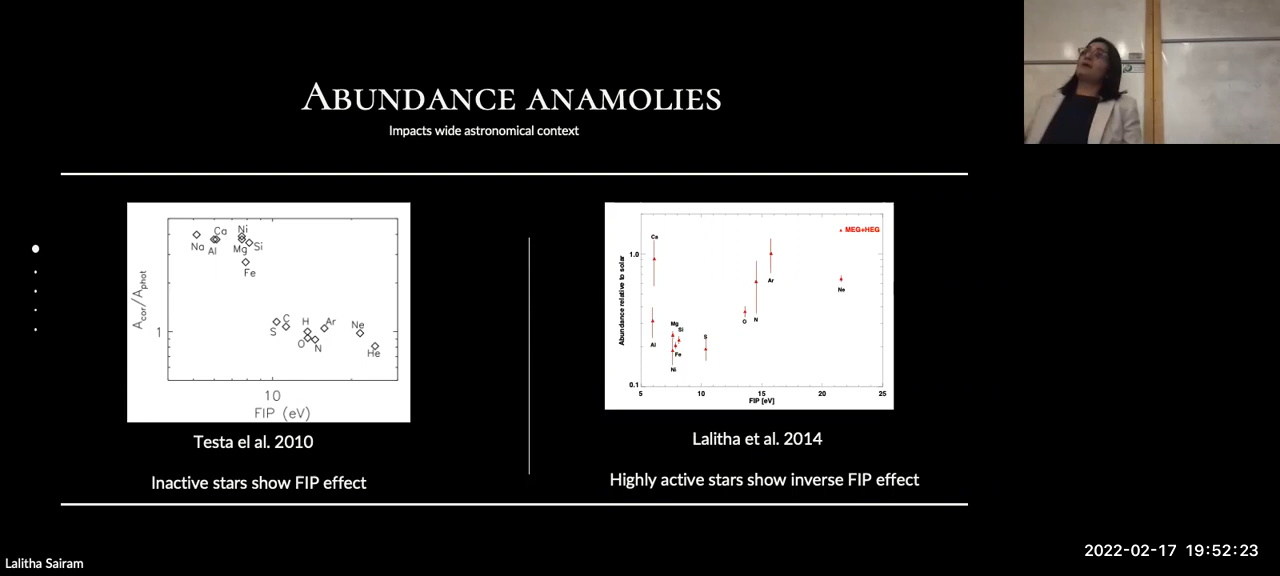 ABUNDANCE ANAMOLIES
Impacts wide astronomical context
Na
Ca
Al
Ni
Mg
Si
Fe
S
C
H
O
N
Ar
Ne
He
1
10
A_cor/A_phot
FIP (eV)
Testa el al. 2010
Inactive stars show FIP effect
MEG+HEG
Ca
Al
Mg
Si
Fe
Ni
S
O
N
Ar
Ne
1.0
0.1
5 10 15 20 25
Abundance relative to solar
FIP [eV]
Lalitha et al. 2014
Highly active stars show inverse FIP effect
Lalitha Sairam
2022-02-17 19:52:23